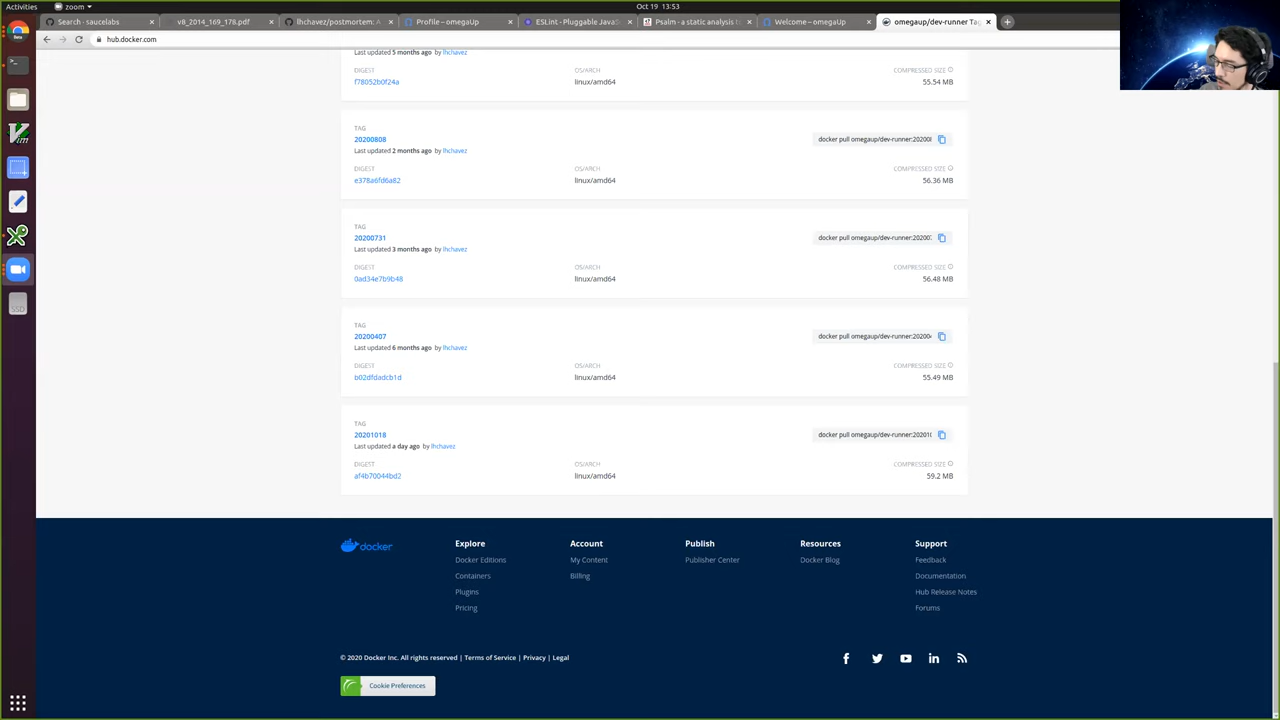 Activities
zoom
Oct 19 13:53
Search - saucelabs
v8_2014_169_178.pdf
lhchavez/postmortem: A
Profile – omegaUp
ESLint - Pluggable JavaSc
Psalm - a static analysis t
Welcome – omegaUp
omegaup/dev-runner Tag
hub.docker.com
Last updated 5 months ago by lhchavez
DIGEST
OS/ARCH
COMPRESSED SIZE
f78052b0f24a
linux/amd64
55.54 MB
TAG
20200808
docker pull omegaup/dev-runner:202008
Last updated 2 months ago by lhchavez
DIGEST
OS/ARCH
COMPRESSED SIZE
e378a6fd6a82
linux/amd64
56.36 MB
TAG
20200731
docker pull omegaup/dev-runner:202007
Last updated 3 months ago by lhchavez
DIGEST
OS/ARCH
COMPRESSED SIZE
0ad34e7b9b48
linux/amd64
56.48 MB
TAG
20200407
docker pull omegaup/dev-runner:202004
Last updated 6 months ago by lhchavez
DIGEST
OS/ARCH
COMPRESSED SIZE
b02dfdadcb1d
linux/amd64
55.49 MB
TAG
20201018
docker pull omegaup/dev-runner:202010
Last updated a day ago by lhchavez
DIGEST
OS/ARCH
COMPRESSED SIZE
af4b70044bd2
linux/amd64
59.2 MB
docker
Explore
Docker Editions
Containers
Plugins
Pricing
Account
My Content
Billing
Publish
Publisher Center
Resources
Docker Blog
Support
Feedback
Documentation
Hub Release Notes
Forums
© 2020 Docker Inc. All rights reserved | Terms of Service | Privacy | Legal
Cookie Preferences
SSD